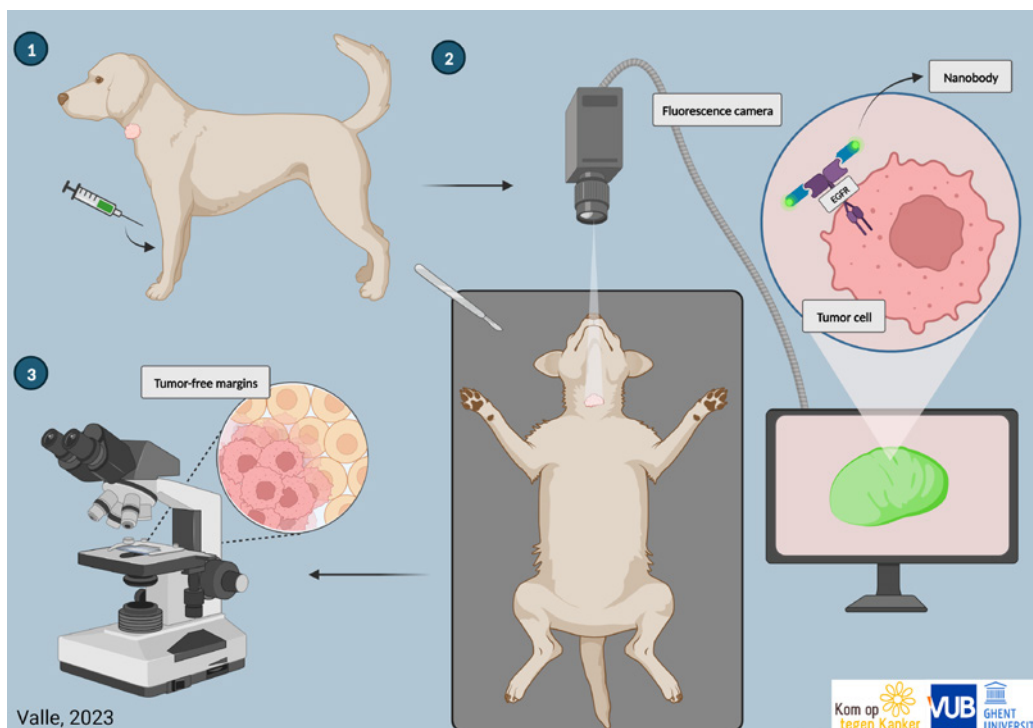 1
2
Nanobody
Fluorescence camera
EGFR
Tumor cell
3
Tumor-free margins
Valle, 2023
Kom op
tegen Kanker
VUB
GHENT
UNIVERSIT